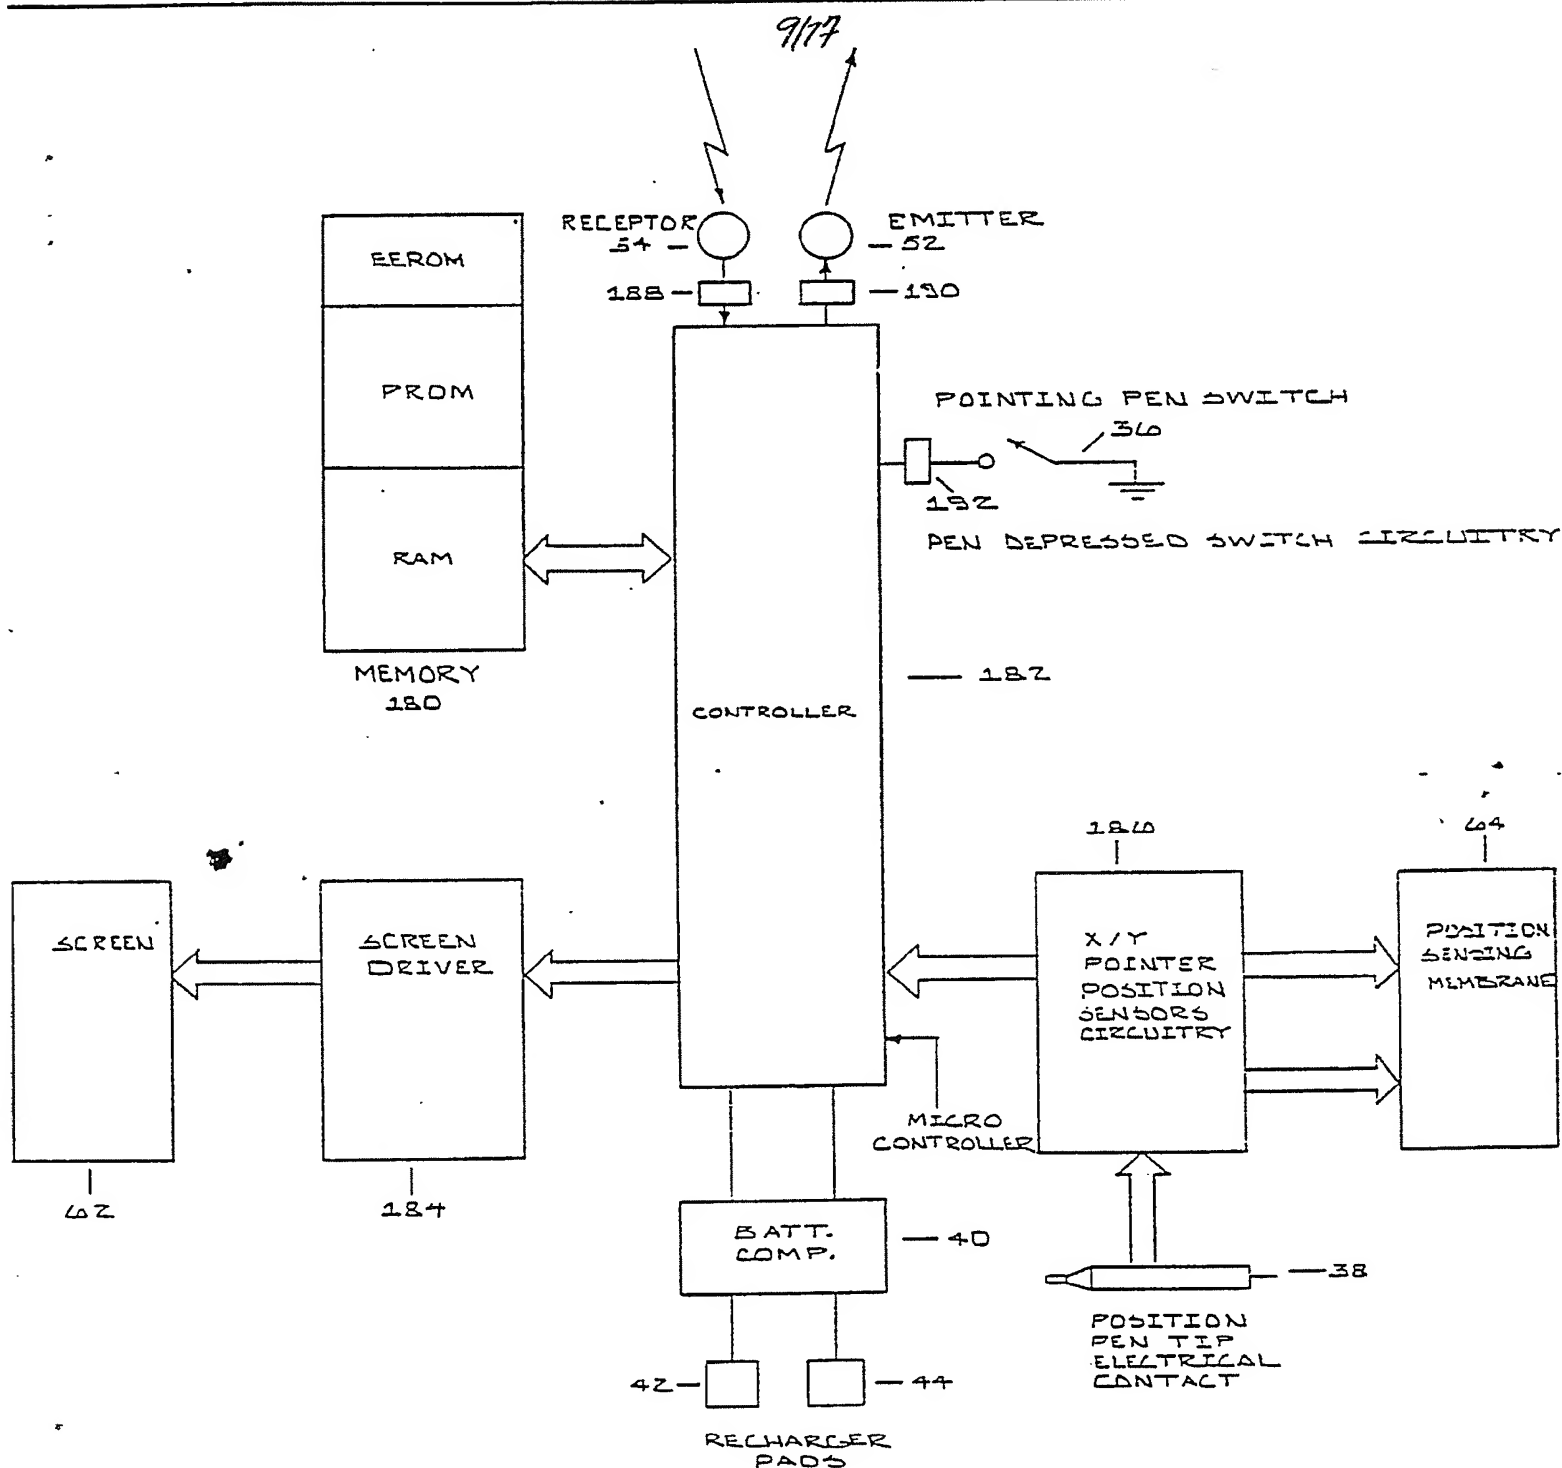 9/17
RECEPTOR
54
EMITTER
52
188
190
EEROM
PROM
RAM
MEMORY
180
POINTING PEN SWITCH
36
192
PEN DEPRESSED SWITCH CIRCUITRY
182
CONTROLLER
186
64
SCREEN
SCREEN
DRIVER
X/Y
POINTER
POSITION
SENSORS
CIRCUITRY
POSITION
SENSING
MEMBRANE
MICRO
CONTROLLER
62
184
BATT.
COMP.
40
38
POSITION
PEN TIP
ELECTRICAL
CONTACT
42
44
RECHARGER
PADS